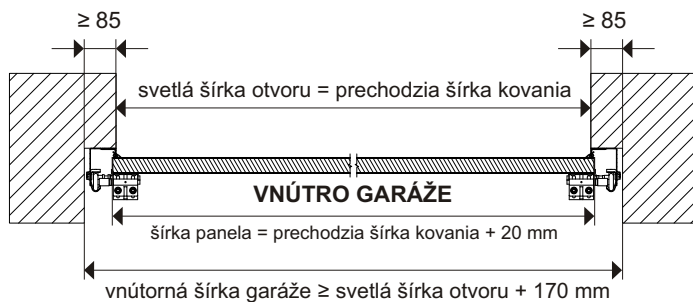 ≥ 85 ≥ 85
svetlá šírka otvoru = prechodzia šírka kovania
VNÚTRO GARÁŽE
šírka panela = prechodzia šírka kovania + 20 mm
vnútorná šírka garáže ≥ svetlá šírka otvoru + 170 mm